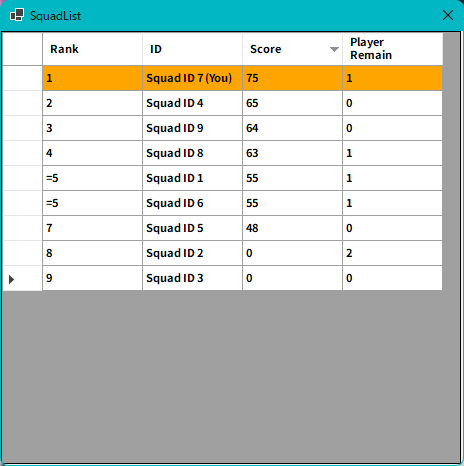 SquadList
Rank ID Score Player Remain
1 Squad ID 7 (You) 75 1
2 Squad ID 4 65 0
3 Squad ID 9 64 0
4 Squad ID 8 63 1
=5 Squad ID 1 55 1
=5 Squad ID 6 55 1
7 Squad ID 5 48 0
8 Squad ID 2 0 2
9 Squad ID 3 0 0